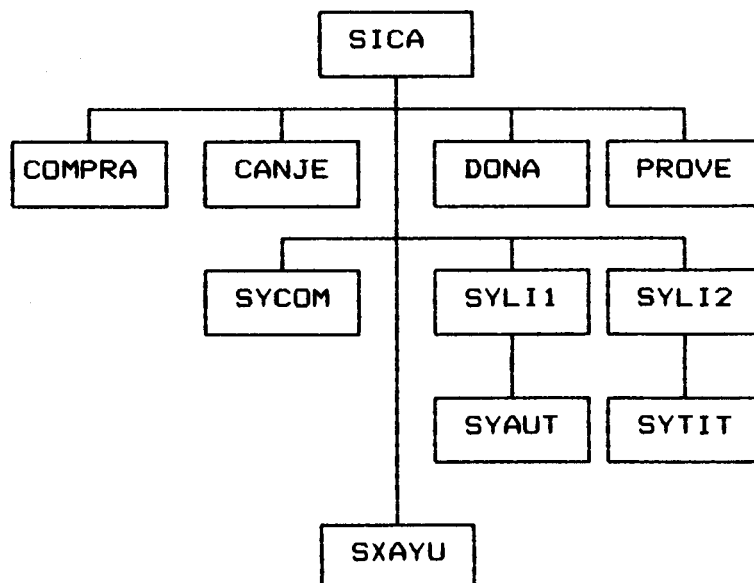 SICA
COMPRA CANJE DONA PROVE
SYCOM SYLI1 SYLI2
SYAUT SYTIT
SXAYU